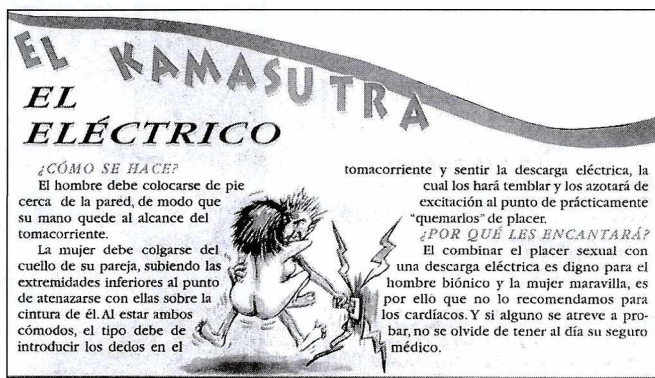 EL KAMASUTRA
EL
ELÉCTRICO
¿CÓMO SE HACE?
El hombre debe colocarse de pie
cerca de la pared, de modo que
su mano quede al alcance del
tomacorriente.
La mujer debe colgarse del
cuello de su pareja, subiendo las
extremidades inferiores al punto
de atenazarse con ellas sobre la
cintura de él. Al estar ambos
cómodos, el tipo debe de
introducir los dedos en el
tomacorriente y sentir la descarga eléctrica, la
cual los hará temblar y los azotará de
excitación al punto de prácticamente
"quemarlos" de placer.
¿POR QUÉ LES ENCANTARÁ?
El combinar el placer sexual con
una descarga eléctrica es digno para el
hombre biónico y la mujer maravilla, es
por ello que no lo recomendamos para
los cardíacos. Y si alguno se atreve a pro-
bar, no se olvide de tener al día su seguro
médico.